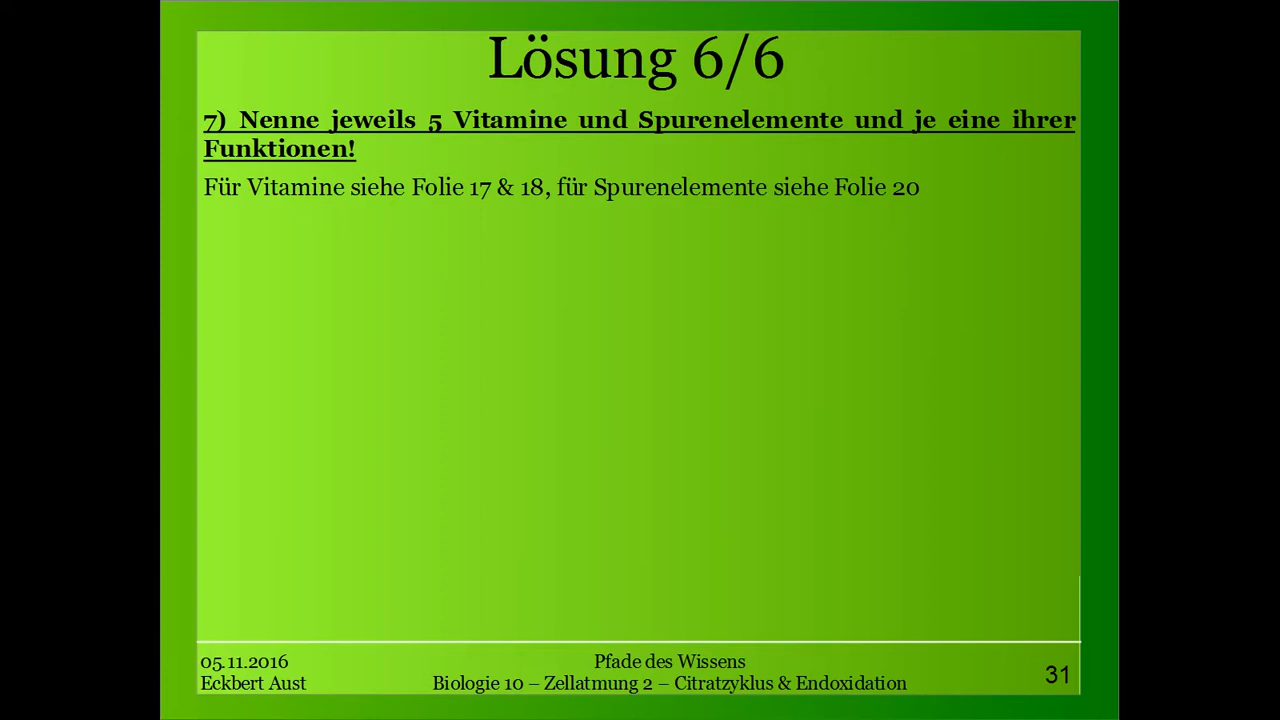 Lösung 6/6
7) Nenne jeweils 5 Vitamine und Spurenelemente und je eine ihrer
Funktionen!
Für Vitamine siehe Folie 17 & 18, für Spurenelemente siehe Folie 20
05.11.2016
Eckbert Aust
Pfade des Wissens
Biologie 10 – Zellatmung 2 – Citratzyklus & Endoxidation
31